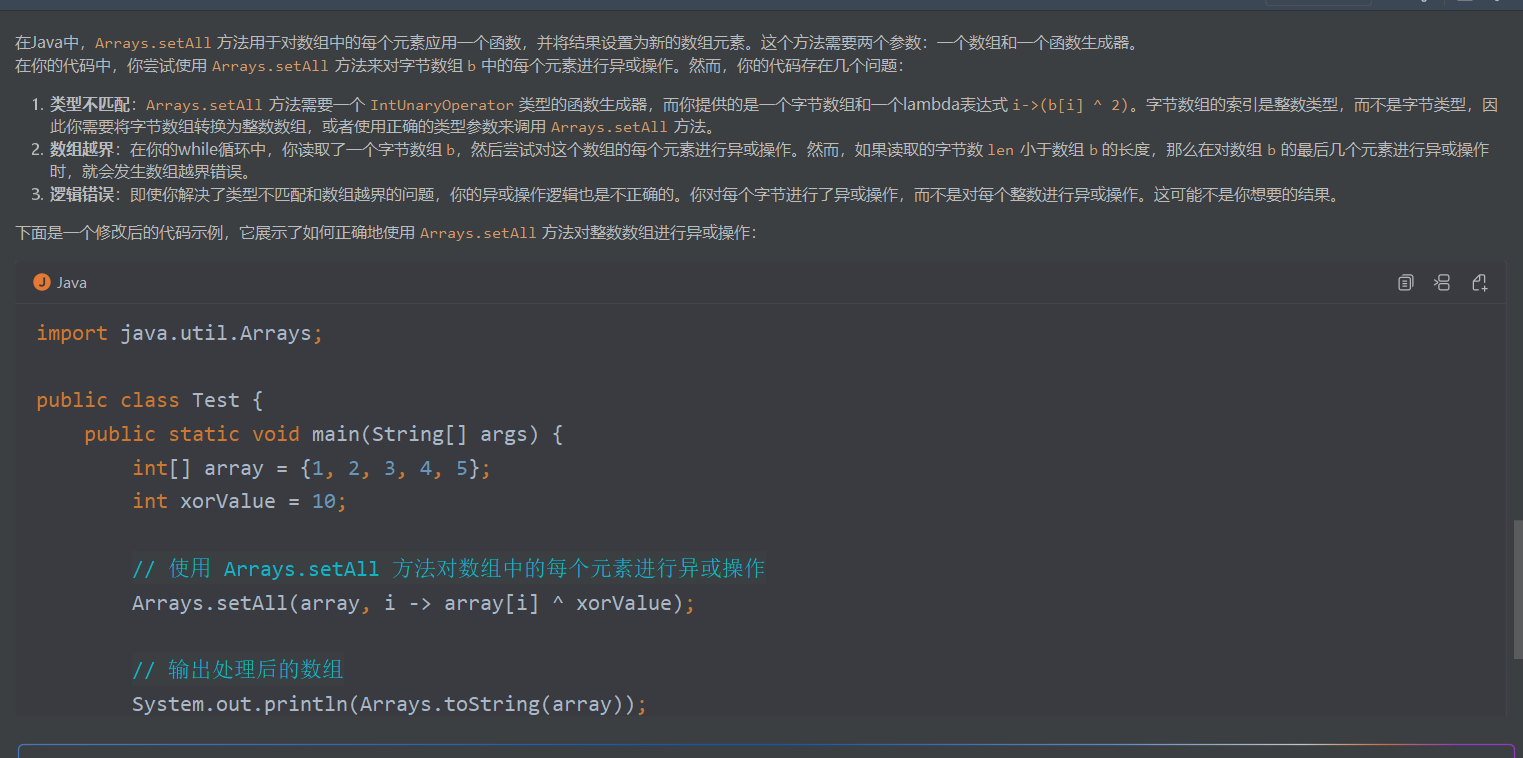 在Java中，Arrays.setAll 方法用于对数组中的每个元素应用一个函数，并将结果设置为新的数组元素。这个方法需要两个参数：一个数组和一个函数生成器。
在你的代码中，你尝试使用 Arrays.setAll 方法来对字节数组 b 中的每个元素进行异或操作。然而，你的代码存在几个问题：
1. 类型不匹配：Arrays.setAll 方法需要一个 IntUnaryOperator 类型的函数生成器，而你提供的是一个字节数组和一个lambda表达式 i->(b[i] ^ 2)。字节数组的索引是整数类型，而不是字节类型，因
此你需要将字节数组转换为整数数组，或者使用正确的类型参数来调用 Arrays.setAll 方法。
2. 数组越界：在你的while循环中，你读取了一个字节数组 b，然后尝试对这个数组的每个元素进行异或操作。然而，如果读取的字节数 len 小于数组 b 的长度，那么在对数组 b 的最后几个元素进行异或操作
时，就会发生数组越界错误。
3. 逻辑错误：即使你解决了类型不匹配和数组越界的问题，你的异或操作逻辑也是不正确的。你对每个字节进行了异或操作，而不是对每个整数进行异或操作。这可能不是你想要的结果。
下面是一个修改后的代码示例，它展示了如何正确地使用 Arrays.setAll 方法对整数数组进行异或操作：
J Java
import java.util.Arrays;
public class Test {
    public static void main(String[] args) {
        int[] array = {1, 2, 3, 4, 5};
        int xorValue = 10;
        // 使用 Arrays.setAll 方法对数组中的每个元素进行异或操作
        Arrays.setAll(array, i -> array[i] ^ xorValue);
        // 输出处理后的数组
        System.out.println(Arrays.toString(array));